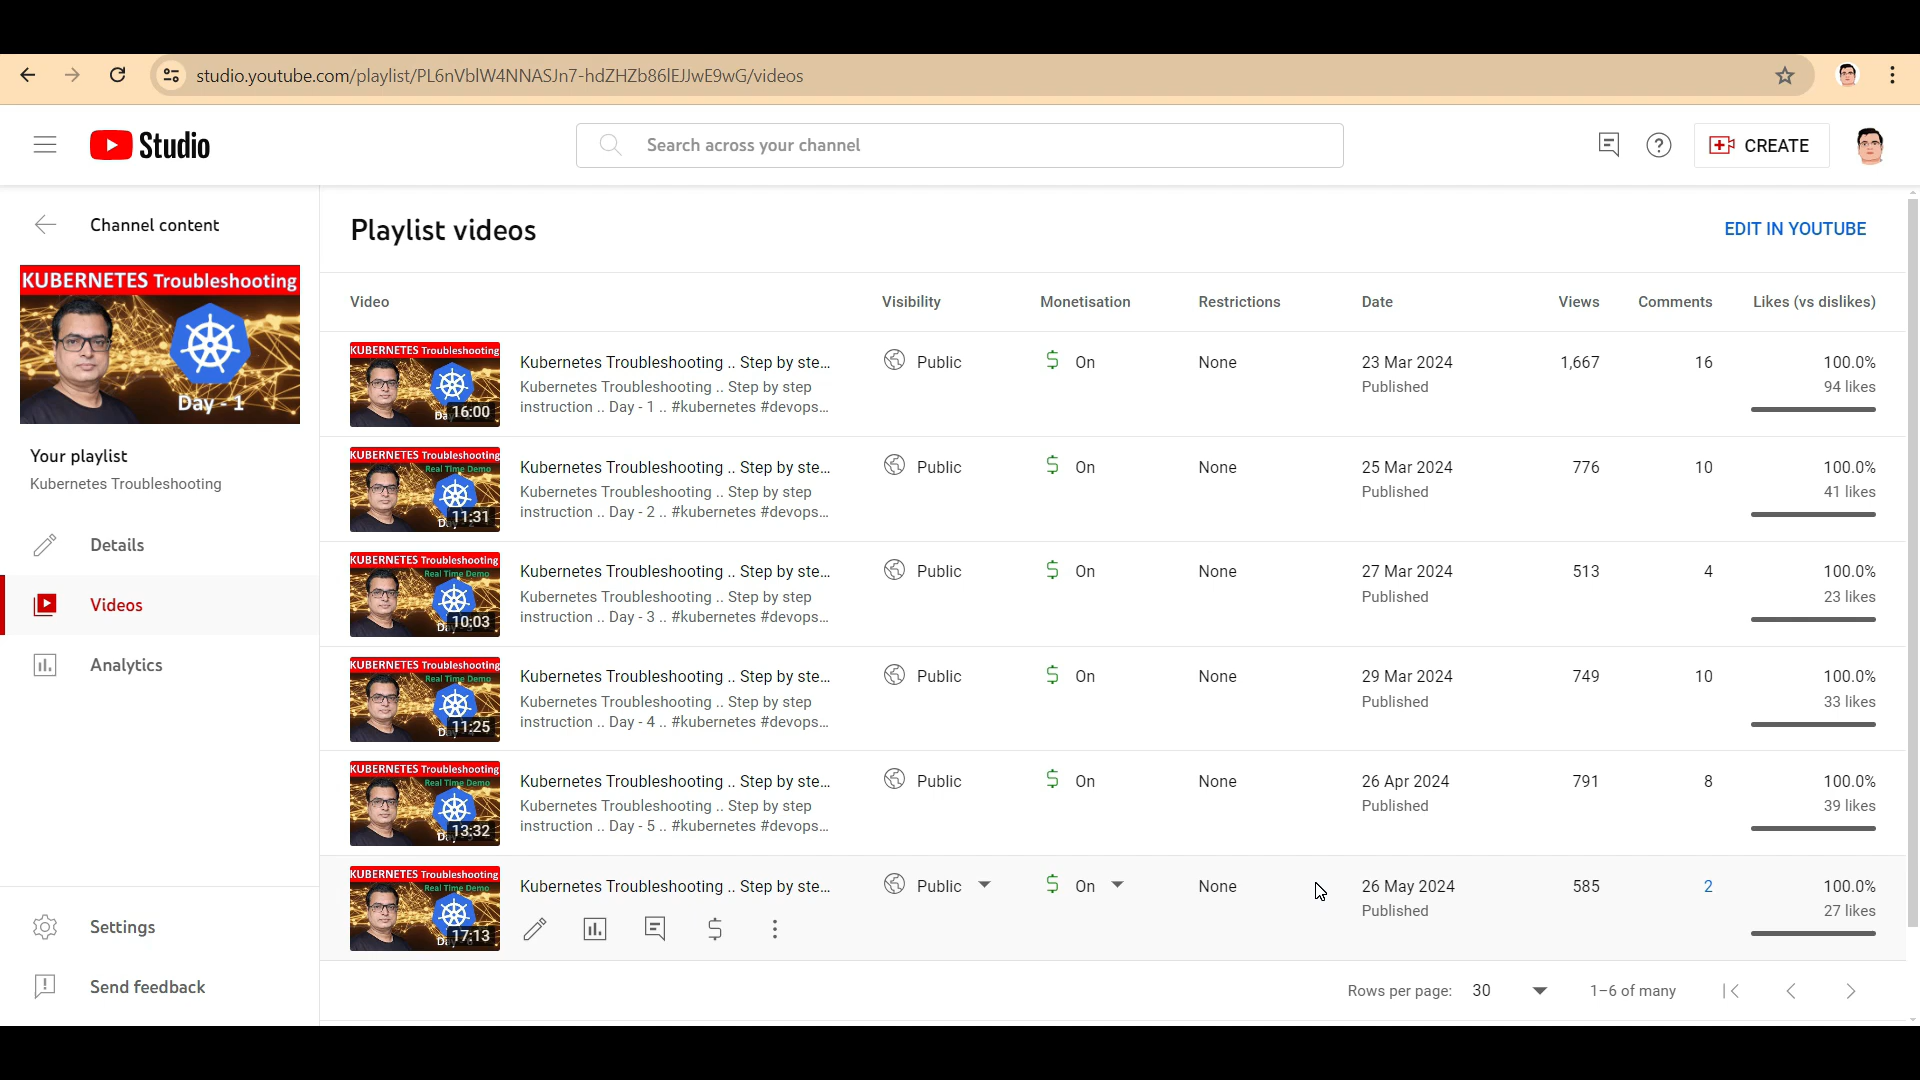 studio.youtube.com/playlist/PL6nVblW4NNASJn7-hdZHZb86lEJJwE9wG/videos
Studio
Search across your channel
CREATE
Channel content
KUBERNETES Troubleshooting
Day - 1
Your playlist
Kubernetes Troubleshooting
Details
Videos
Analytics
Settings
Send feedback
Playlist videos
EDIT IN YOUTUBE
Video Visibility Monetisation Restrictions Date Views Comments Likes (vs dislikes)
KUBERNETES Troubleshooting
16:00
Kubernetes Troubleshooting .. Step by ste... Public On None 23 Mar 2024 1,667 16 100.0%
Kubernetes Troubleshooting .. Step by step Published 94 likes
instruction .. Day - 1 .. #kubernetes #devops...
KUBERNETES Troubleshooting
Real Time Demo
11:31
Kubernetes Troubleshooting .. Step by ste... Public On None 25 Mar 2024 776 10 100.0%
Kubernetes Troubleshooting .. Step by step Published 41 likes
instruction .. Day - 2 .. #kubernetes #devops...
KUBERNETES Troubleshooting
Real Time Demo
10:03
Kubernetes Troubleshooting .. Step by ste... Public On None 27 Mar 2024 513 4 100.0%
Kubernetes Troubleshooting .. Step by step Published 23 likes
instruction .. Day - 3 .. #kubernetes #devops...
KUBERNETES Troubleshooting
Real Time Demo
11:25
Kubernetes Troubleshooting .. Step by ste... Public On None 29 Mar 2024 749 10 100.0%
Kubernetes Troubleshooting .. Step by step Published 33 likes
instruction .. Day - 4 .. #kubernetes #devops...
KUBERNETES Troubleshooting
Real Time Demo
13:32
Kubernetes Troubleshooting .. Step by ste... Public On None 26 Apr 2024 791 8 100.0%
Kubernetes Troubleshooting .. Step by step Published 39 likes
instruction .. Day - 5 .. #kubernetes #devops...
KUBERNETES Troubleshooting
Real Time Demo
17:13
Kubernetes Troubleshooting .. Step by ste... Public On None 26 May 2024 585 2 100.0%
Published 27 likes
Rows per page: 30 1–6 of many